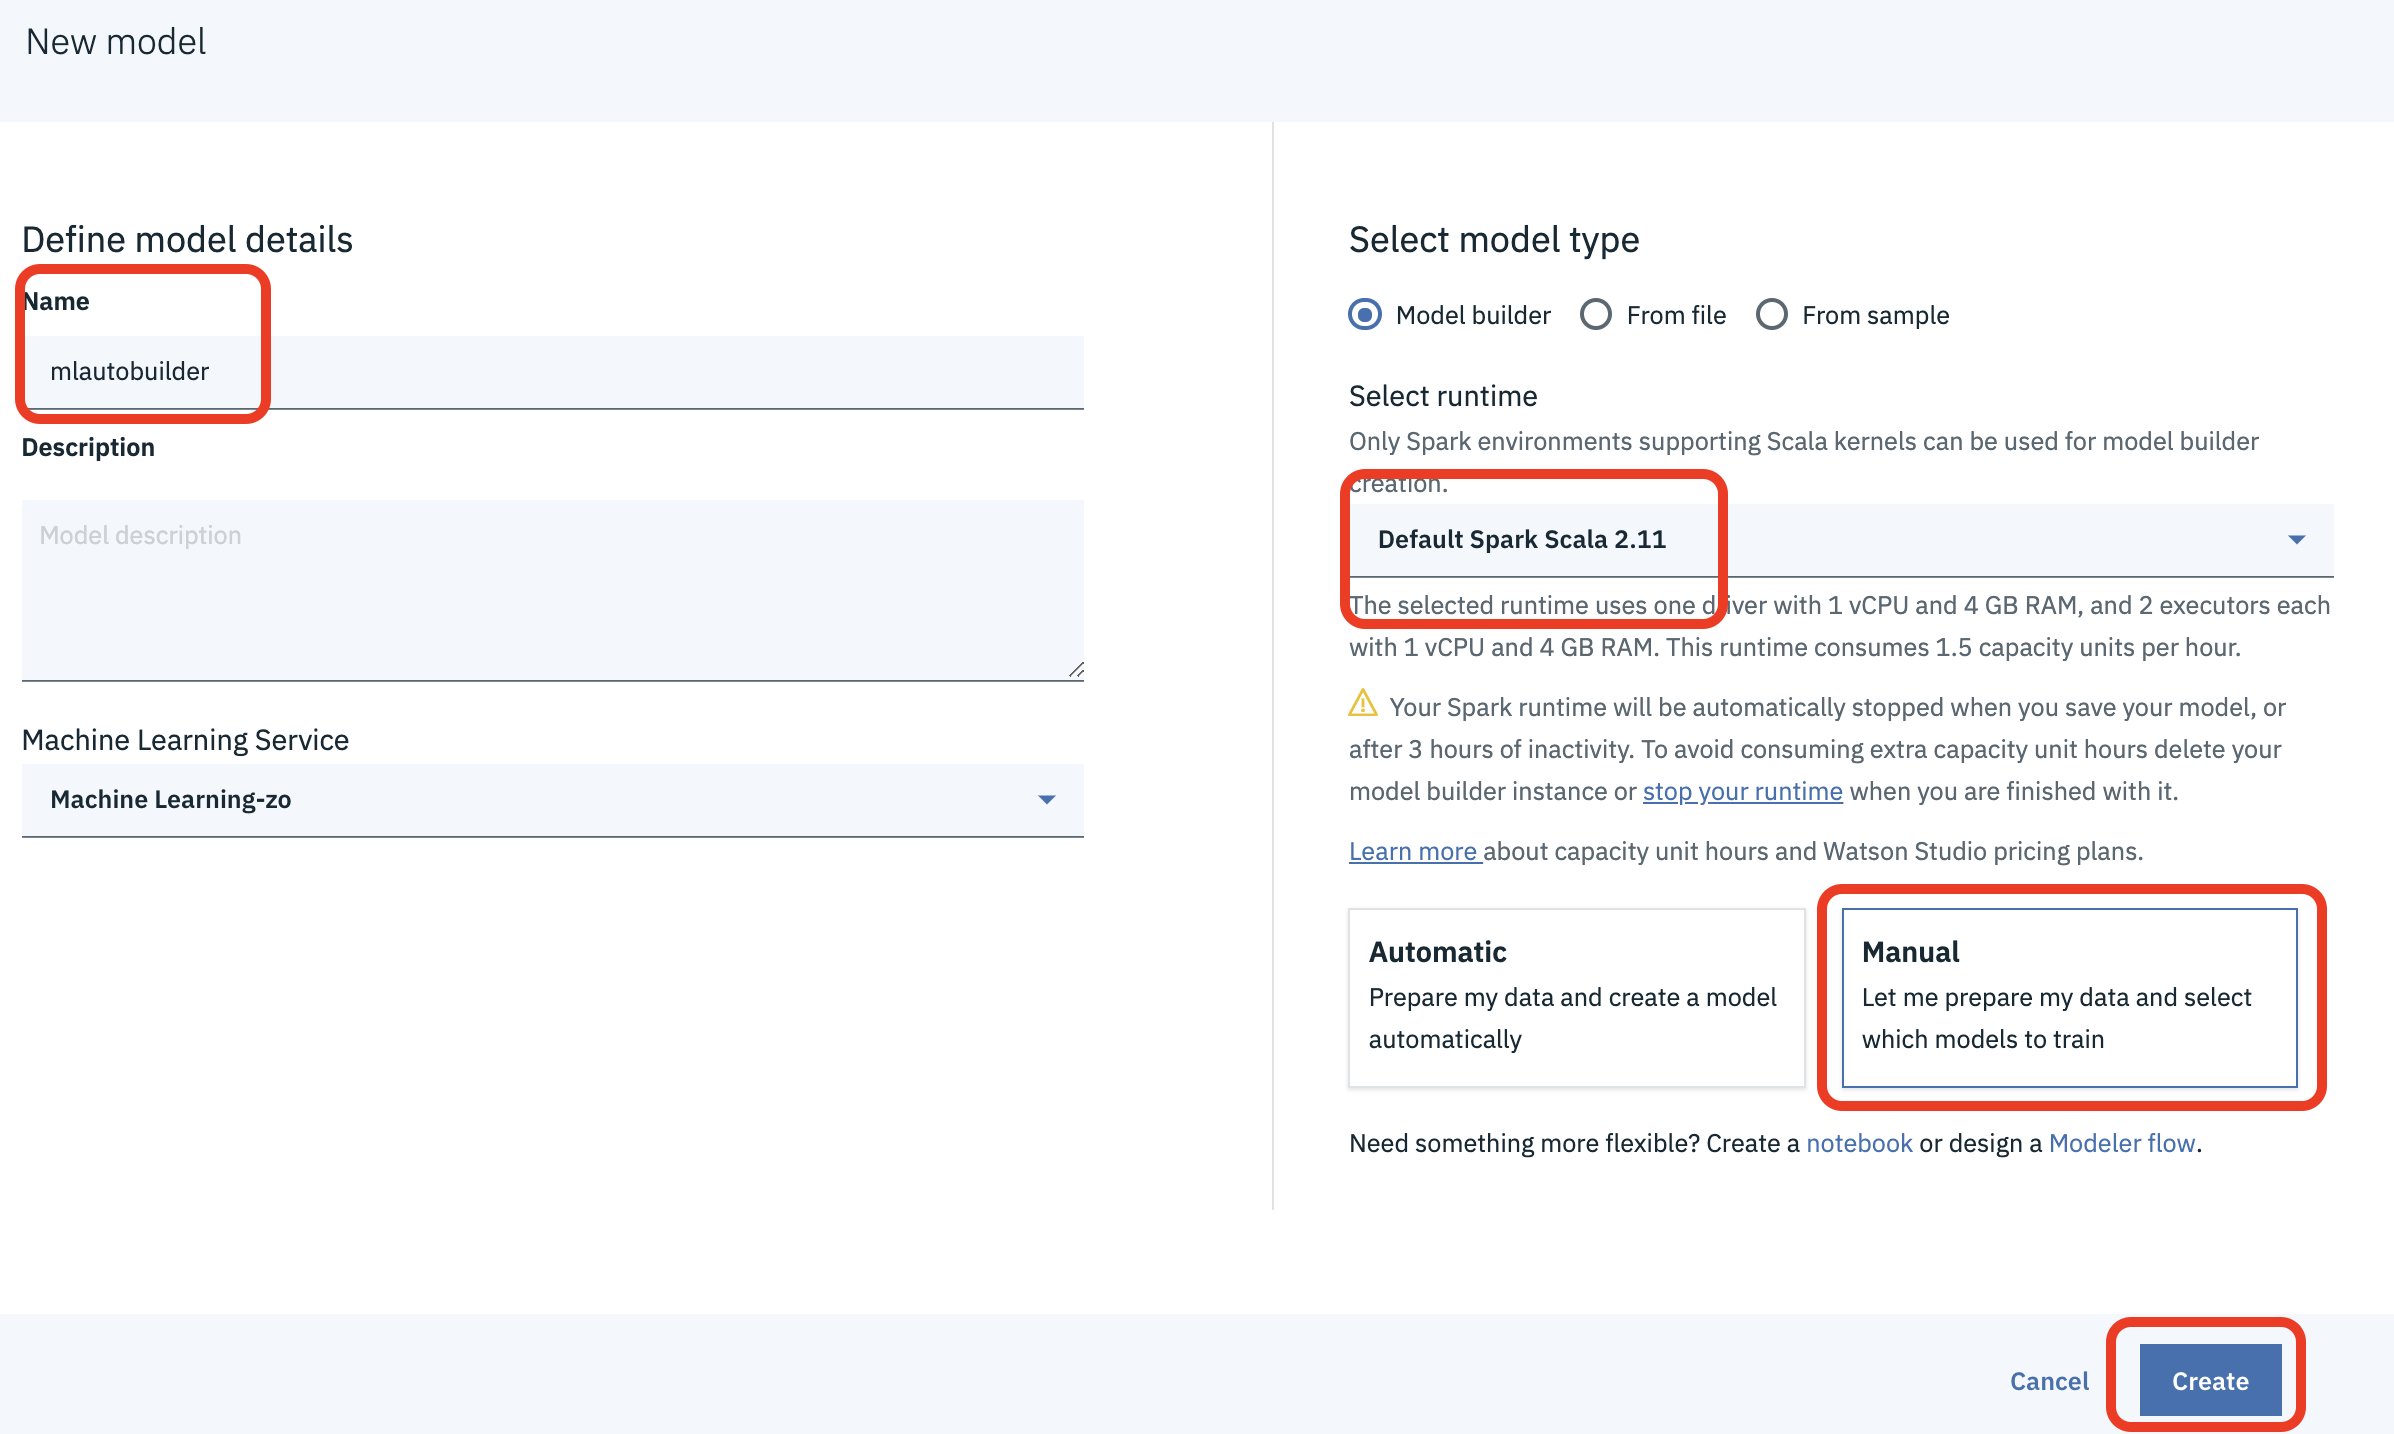 New model
Define model details
Name
mlautobuilder
Description
Model description
Machine Learning Service
Machine Learning-zo
Select model type
Model builder
From file
From sample
Select runtime
Only Spark environments supporting Scala kernels can be used for model builder
creation.
Default Spark Scala 2.11
The selected runtime uses one driver with 1 vCPU and 4 GB RAM, and 2 executors each
with 1 vCPU and 4 GB RAM. This runtime consumes 1.5 capacity units per hour.
Your Spark runtime will be automatically stopped when you save your model, or
after 3 hours of inactivity. To avoid consuming extra capacity unit hours delete your
model builder instance or stop your runtime when you are finished with it.
Learn more about capacity unit hours and Watson Studio pricing plans.
Automatic
Prepare my data and create a model
automatically
Manual
Let me prepare my data and select
which models to train
Need something more flexible? Create a notebook or design a Modeler flow.
Cancel
Create